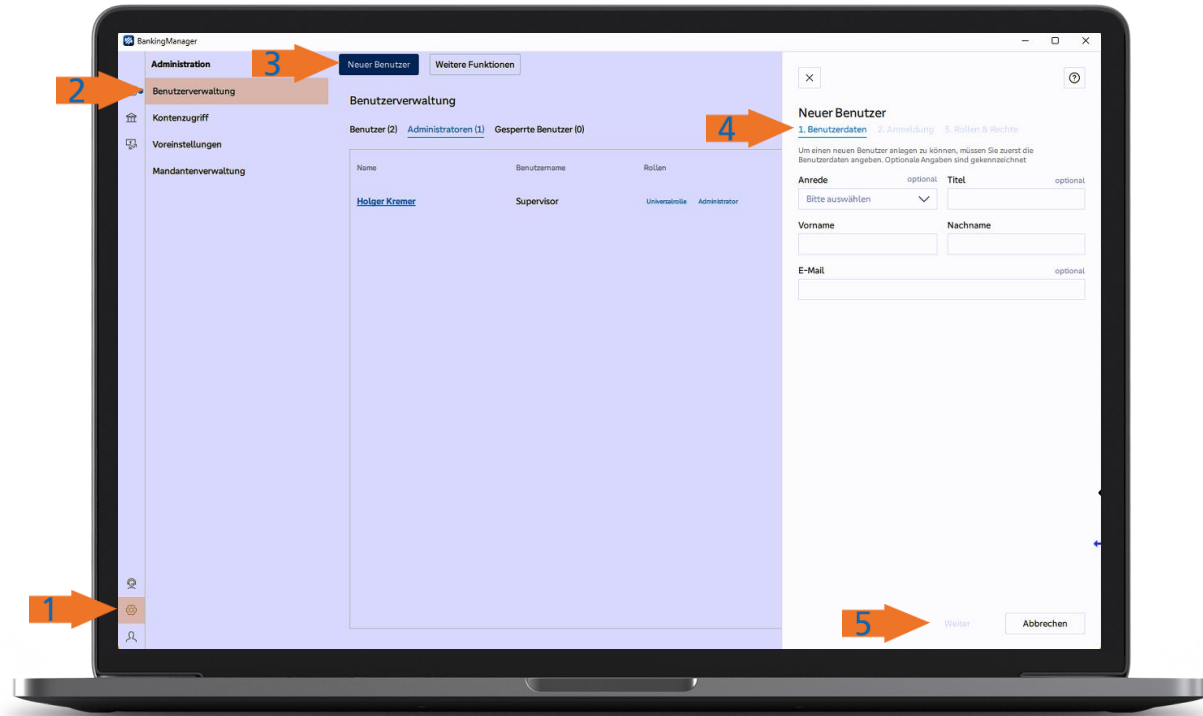 BankingManager
Administration
3
Neuer Benutzer
Weitere Funktionen
2
Benutzerverwaltung
Kontenzugriff
Voreinstellungen
Mandantenverwaltung
Benutzerverwaltung
Benutzer (2) Administratoren (1) Gesperrte Benutzer (0)
Name Benutzername Rollen
Holger Kremer Supervisor Universalrolle Administrator
Neuer Benutzer
4
1. Benutzerdaten 2. Anmeldung 3. Rollen & Rechte
Um einen neuen Benutzer anlegen zu können, müssen Sie zuerst die
Benutzerdaten angeben. Optionale Angaben sind gekennzeichnet
Anrede optional Titel optional
Bitte auswählen
Vorname Nachname
E-Mail optional
1
5
Weiter
Abbrechen